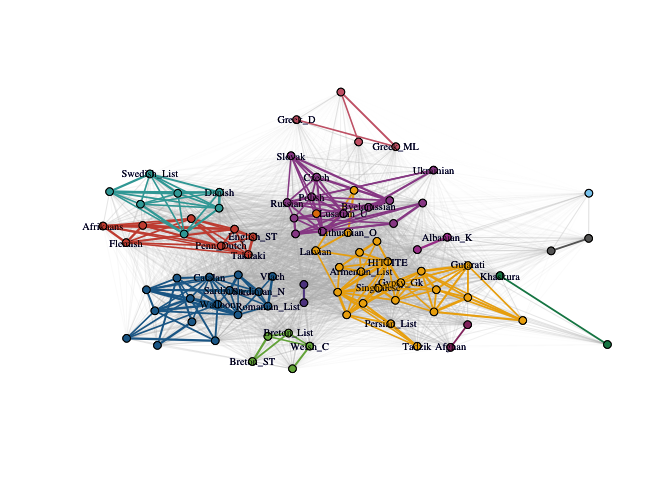 Greek_D
Greek_ML
Slovak
Ukrainian
Czech
Swedish_List
Danish
Polish
Russian
Byelorussian
Lusatian_U
Afrikaans
Lithuanian_O
English_ST
Albanian_K
Flemish
Penn_Dutch
Latvian
Takitaki
HITTITE
Gujarati
Armenian_List
Khaskura
Catalan
Vlach
Gypsy_Gk
Singhalese
Sardinian_N
Walloon
Romanian_List
Persian_List
Breton_List
Welsh_C
Tadzik
Afghan
Breton_ST